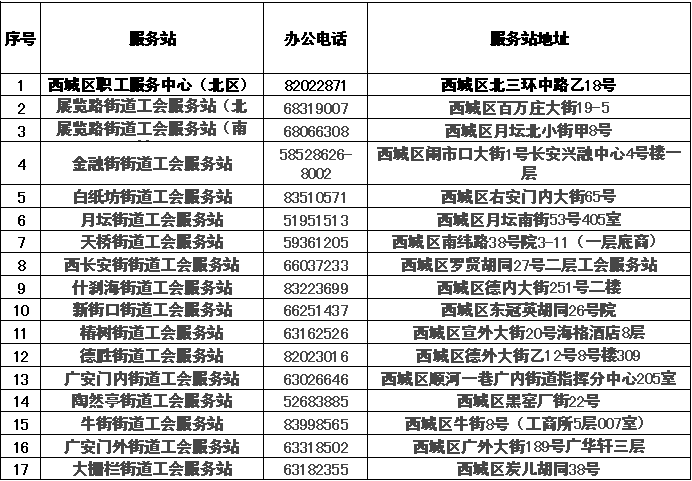 序号 服务站 办公电话 服务站地址
1 西城区职工服务中心（北区） 82022871 西城区北三环中路乙18号
2 展览路街道工会服务站（北 68319007 西城区百万庄大街19-5
3 展览路街道工会服务站（南 68066308 西城区月坛北小街甲8号
4 金融街街道工会服务站 58528626-8002 西城区闹市口大街1号长安兴融中心4号楼一层
5 白纸坊街道工会服务站 83510571 西城区右安门内大街65号
6 月坛街道工会服务站 51951513 西城区月坛南街53号405室
7 天桥街道工会服务站 59361205 西城区南纬路38号院3-11（一层底商）
8 西长安街街道工会服务站 66037233 西城区罗贤胡同27号二层工会服务站
9 什刹海街道工会服务站 83223699 西城区德内大街251号二楼
10 新街口街道工会服务站 66251437 西城区东冠英胡同26号院
11 椿树街道工会服务站 63162526 西城区宣外大街20号海格酒店8层
12 德胜街道工会服务站 82023016 西城区德外大街乙12号8号楼309
13 广安门内街道工会服务站 63026646 西城区顺河一巷广内街道指挥分中心205室
14 陶然亭街道工会服务站 52683885 西城区黑窑厂街22号
15 牛街街道工会服务站 83998565 西城区牛街8号（工商所5层007室）
16 广安门外街道工会服务站 63318502 西城区广外大街189号广华轩三层
17 大栅栏街道工会服务站 63182355 西城区炭儿胡同38号